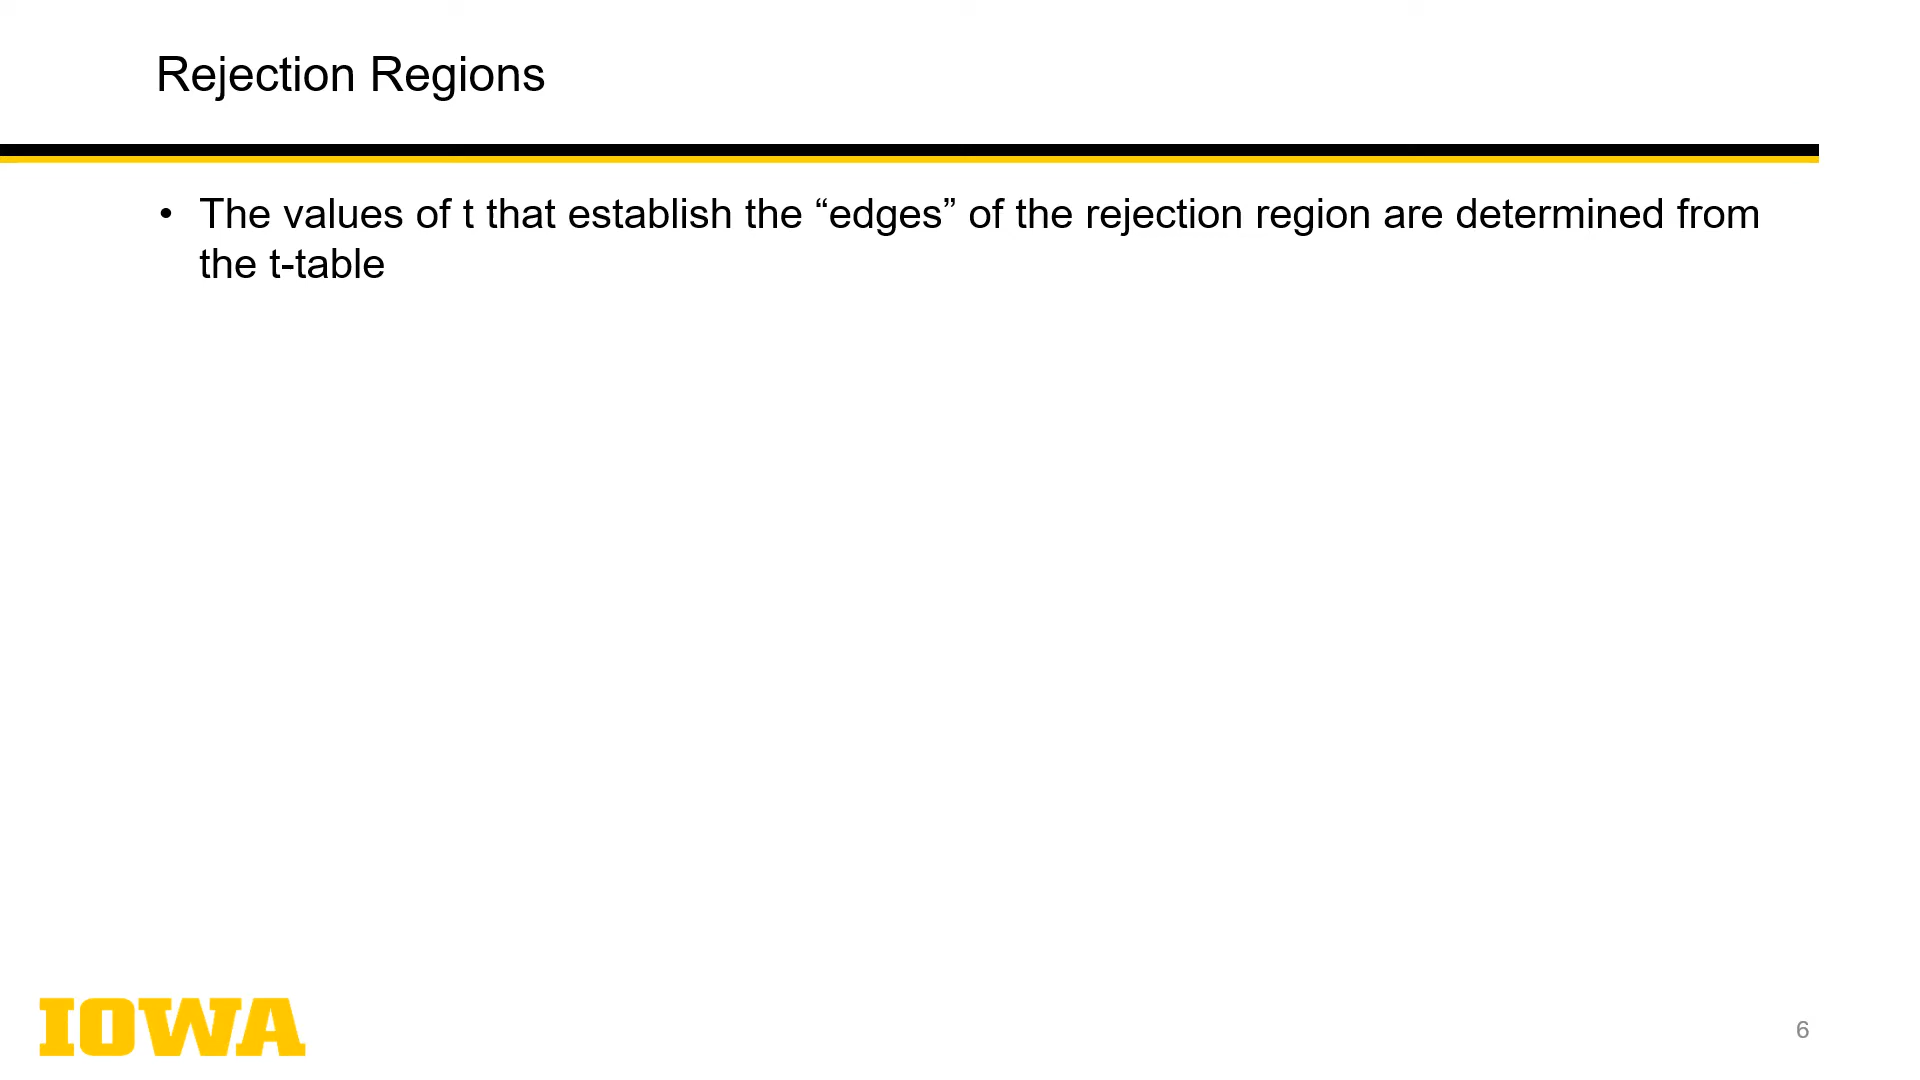 Rejection Regions
• The values of t that establish the “edges” of the rejection region are determined from
the t-table
IOWA
6